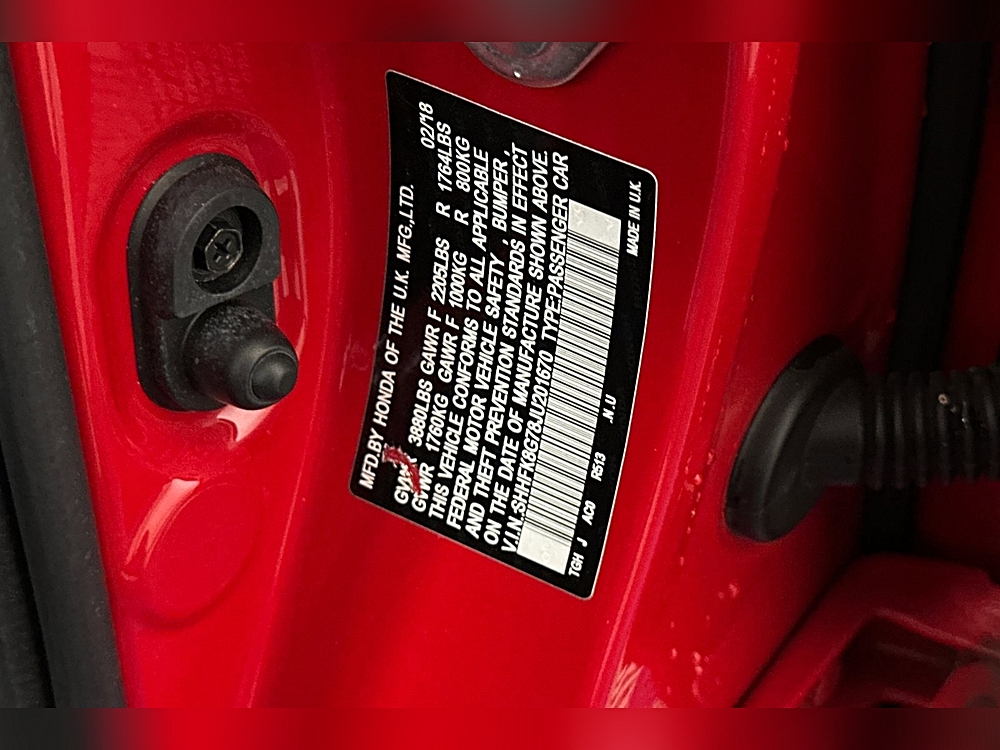 MFD.BY HONDA OF THE U.K. MFG.,LTD. 02/18
GVWR 3880LBS GAWR F 2205LBS R 1764LBS
GVWR 1760KG GAWR F 1000KG R 800KG
THIS VEHICLE CONFORMS TO ALL APPLICABLE
FEDERAL MOTOR VEHICLE SAFETY , BUMPER ,
AND THEFT PREVENTION STANDARDS IN EFFECT
ON THE DATE OF MANUFACTURE SHOWN ABOVE.
V.I.N.:SHHFK8G78JU201670 TYPE:PASSENGER CAR
TGH J AC0 R513 .N.U MADE IN U.K.